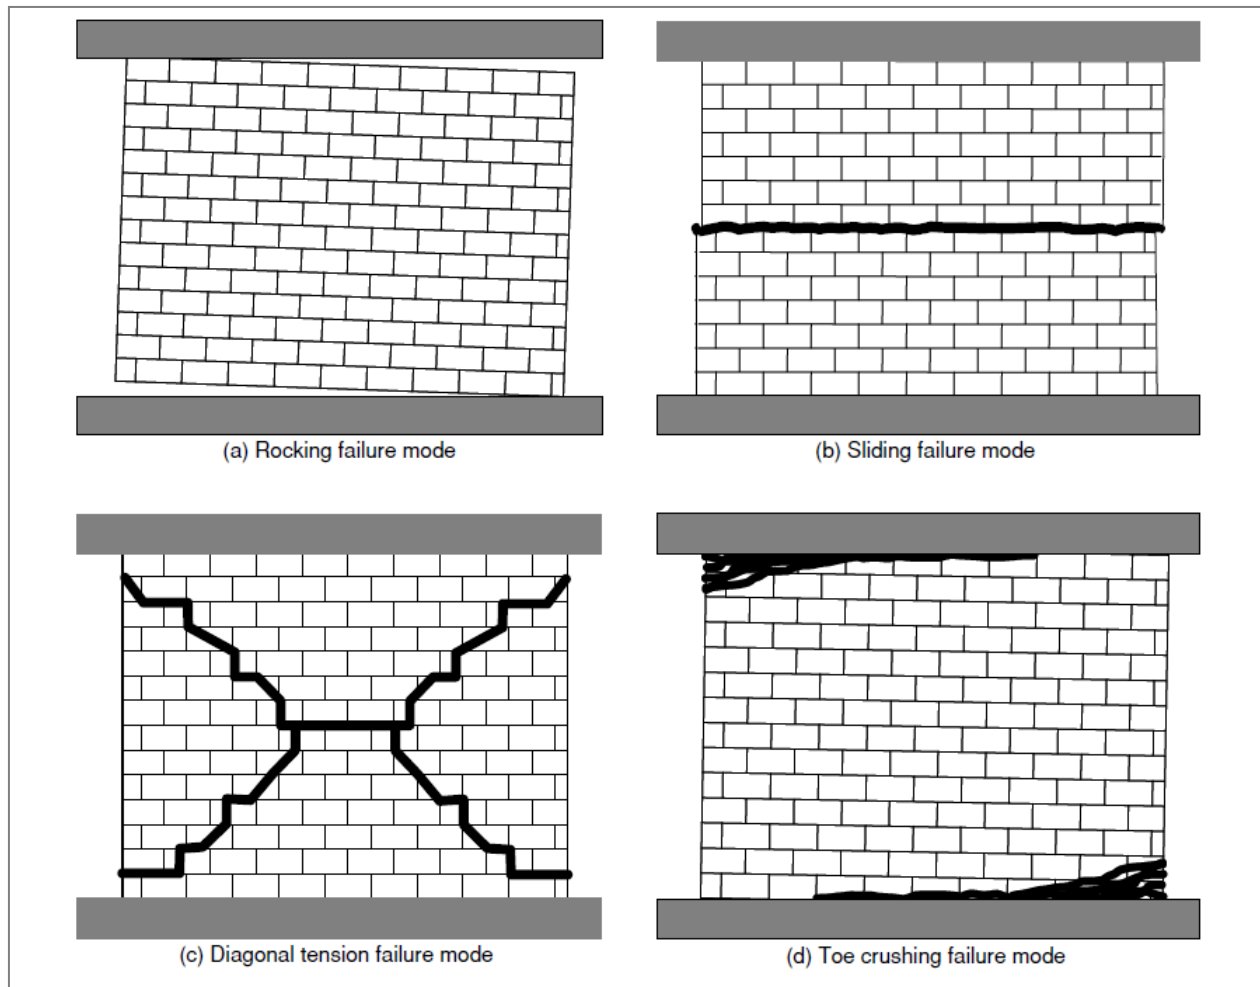 (a) Rocking failure mode
(b) Sliding failure mode
(c) Diagonal tension failure mode
(d) Toe crushing failure mode